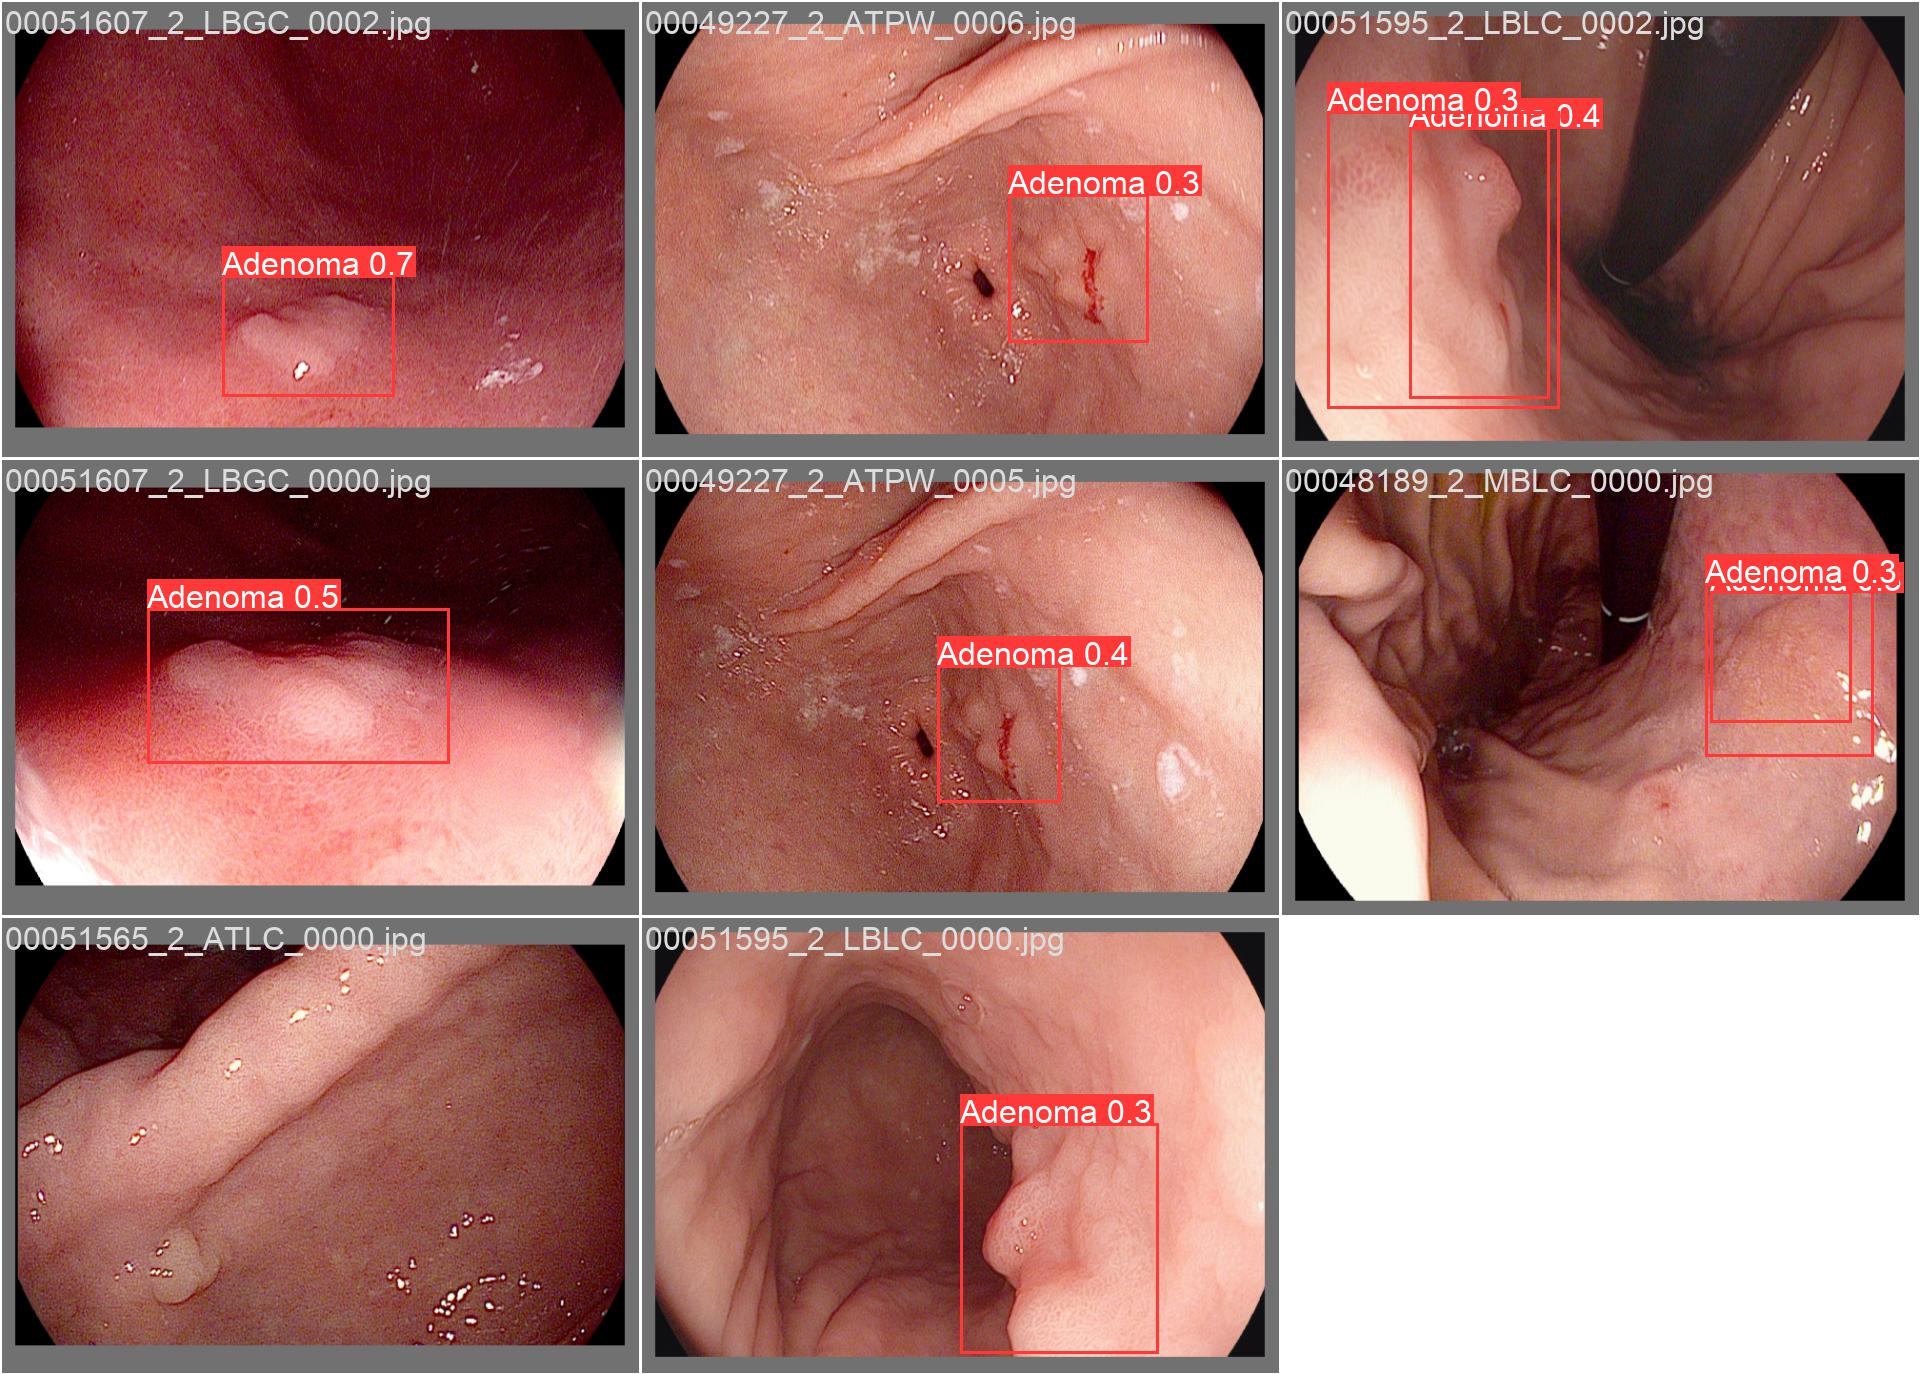 00051607_2_LBGC_0002.jpg
Adenoma 0.7
00049227_2_ATPW_0006.jpg
Adenoma 0.3
00051595_2_LBLC_0002.jpg
Adenoma 0.3
Adenoma 0.4
00051607_2_LBGC_0000.jpg
Adenoma 0.5
00049227_2_ATPW_0005.jpg
Adenoma 0.4
00048189_2_MBLC_0000.jpg
Adenoma 0.3
Adenoma
00051565_2_ATLC_0000.jpg
00051595_2_LBLC_0000.jpg
Adenoma 0.3